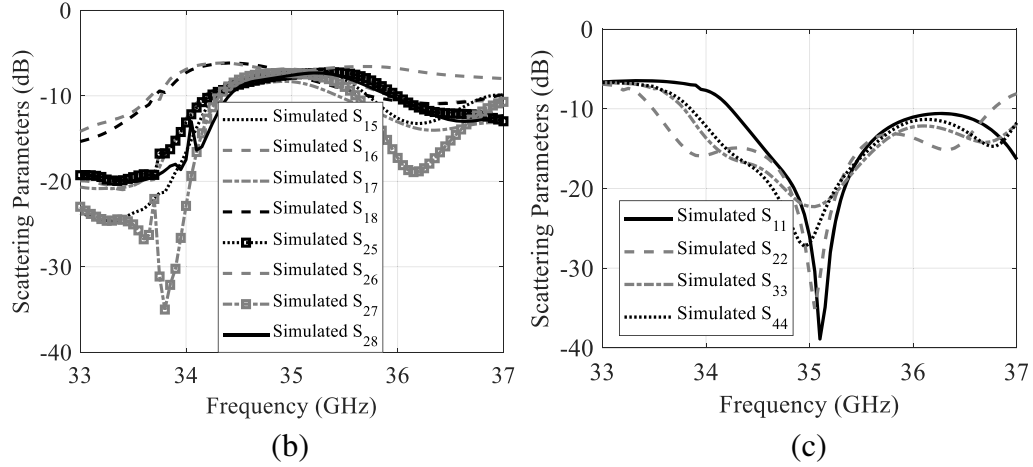 0
-10
-20
-30
-40
Scattering Parameters (dB)
Simulated S15
Simulated S16
Simulated S17
Simulated S18
Simulated S25
Simulated S26
Simulated S27
Simulated S28
33 34 35 36 37
Frequency (GHz)
(b)
0
-10
-20
-30
-40
Scattering Parameters (dB)
Simulated S11
Simulated S22
Simulated S33
Simulated S44
33 34 35 36 37
Frequency (GHz)
(c)